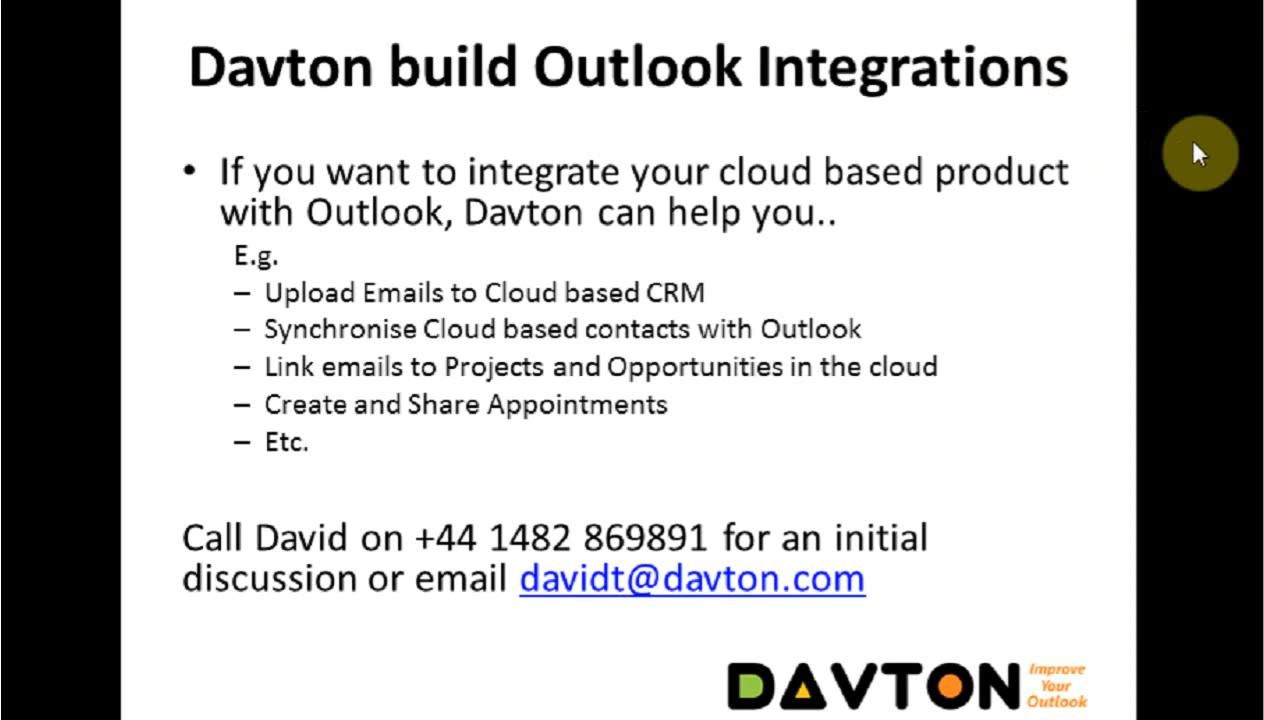 Davton build Outlook Integrations
• If you want to integrate your cloud based product
with Outlook, Davton can help you..
E.g.
– Upload Emails to Cloud based CRM
– Synchronise Cloud based contacts with Outlook
– Link emails to Projects and Opportunities in the cloud
– Create and Share Appointments
– Etc.
Call David on +44 1482 869891 for an initial
discussion or email davidt@davton.com
DAVTON
Improve
Your
Outlook